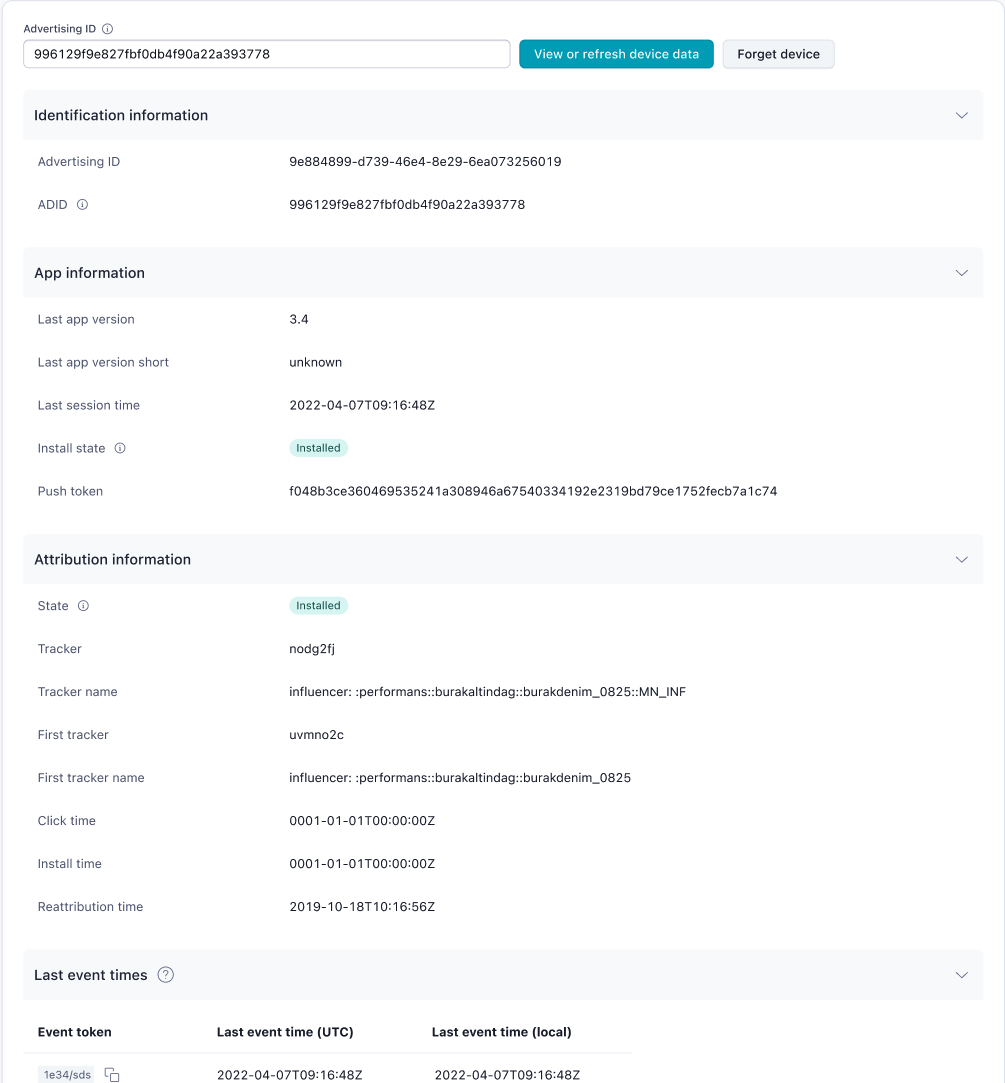 Advertising ID
996129f9e827fbf0db4f90a22a393778 View or refresh device data Forget device
Identification information
Advertising ID 9e884899-d739-46e4-8e29-6ea073256019
ADID 996129f9e827fbf0db4f90a22a393778
App information
Last app version 3.4
Last app version short unknown
Last session time 2022-04-07T09:16:48Z
Install state Installed
Push token f048b3ce360469535241a308946a67540334192e2319bd79ce1752fecb7a1c74
Attribution information
State Installed
Tracker nodg2fj
Tracker name influencer: :performans::burakaltindag::burakdenim_0825::MN_INF
First tracker uvmno2c
First tracker name influencer: :performans::burakaltindag::burakdenim_0825
Click time 0001-01-01T00:00:00Z
Install time 0001-01-01T00:00:00Z
Reattribution time 2019-10-18T10:16:56Z
Last event times ?
Event token Last event time (UTC) Last event time (local)
1e34/sds 2022-04-07T09:16:48Z 2022-04-07T09:16:48Z